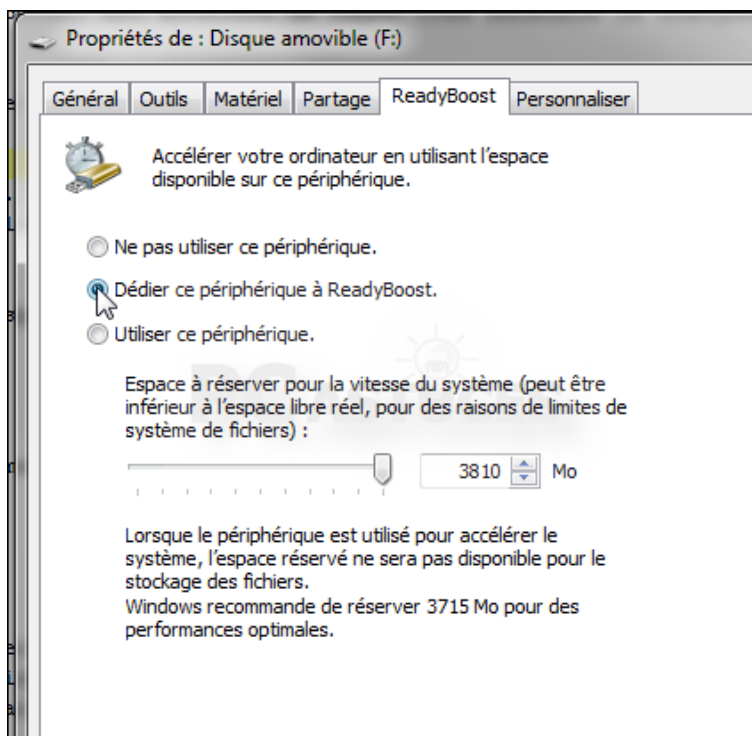 Propriétés de : Disque amovible (F:)
Général Outils Matériel Partage ReadyBoost Personnaliser
Accélérer votre ordinateur en utilisant l'espace
disponible sur ce périphérique.
Ne pas utiliser ce périphérique.
Dédier ce périphérique à ReadyBoost.
Utiliser ce périphérique.
Espace à réserver pour la vitesse du système (peut être
inférieur à l'espace libre réel, pour des raisons de limites de
système de fichiers) :
3810 Mo
Lorsque le périphérique est utilisé pour accélérer le
système, l'espace réservé ne sera pas disponible pour le
stockage des fichiers.
Windows recommande de réserver 3715 Mo pour des
performances optimales.